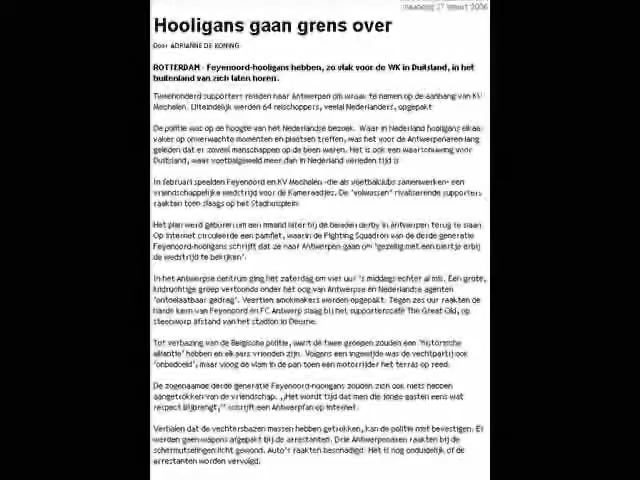 maandag 27 maart 2006
Hooligans gaan grens over
Door ADRIANNE DE KONING
ROTTERDAM - Feyenoord-hooligans hebben, zo vlak voor de WK in Duitsland, in het
buitenland van zich laten horen.
Tweehonderd supporters reisden naar Antwerpen om wraak te nemen op de aanhang van KV
Mechelen. Uiteindelijk werden 64 relschoppers, veelal Nederlanders, opgepakt
De politie was op de hoogte van het Nederlandse bezoek. Waar in Nederland hooligans elkaar
vaker op onverwachte momenten en plaatsen treffen, was het voor de Antwerpenaren lang
geleden dat er zoveel manschappen op de been waren. Het is ook een waarschuwing voor
Duitsland, waar voetbalgeweld meer dan in Nederland verleden tijd is
In februari speelden Feyenoord en KV Mechelen -die als voetbalclubs samenwerken- een
vriendschappelijke wedstrijd voor de Kameraadjes. De 'volwassen' rivaliserende supporters
raakten toen slaags op het Stadhuisplein
Het plan werd geboren om een maand later bij de beladen derby in Antwerpen terug te slaan
Op internet circuleerde een pamflet, waarin de Fighting Squadron van de derde generatie
Feyenoord-hooligans schrijft dat ze naar Antwerpen gaan om 'gezellig met een biertje erbij
de wedstrijd te bekijken'.
In het Antwerpse centrum ging het zaterdag om vier uur 's middags echter al mis. Een grote,
luidruchtige groep vertoonde onder het oog van Antwerpse en Nederlandse agenten
'ontoelaatbaar gedrag'. Veertien amokmakers werden opgepakt. Tegen zes uur raakten de
harde kern van Feyenoord en FC Antwerp slaag bij het supporterscafé The Great Old, op
steenworp afstand van het stadion in Deurne.
Tot verbazing van de Belgische politie, want de twee groepen zouden een 'historische
alliantie' hebben en elkaars vrienden zijn. Volgens een ingewijde was de vechtpartij ook
'onbedoeld', maar vloog de vlam in de pan toen een motorrijder het terras op reed.
De zogenaamde derde generatie Feyenoord-hooligans zouden zich ook niets hebben
aangetrokken van de vriendschap. ,,Het wordt tijd dat men die jonge gasten eens wat
respect bijbrengt,'' schrijft een Antwerpfan op internet.
Verhalen dat de vechtersbazen messen hebben getrokken, kan de politie niet bevestigen. Er
werden geen wapens afgepakt bij de arrestanten. Drie Antwerpenaren raakten bij de
schermutselingen licht gewond. Auto's raakten beschadigd. Het is nog onduidelijk of de
arrestanten worden vervolgd.